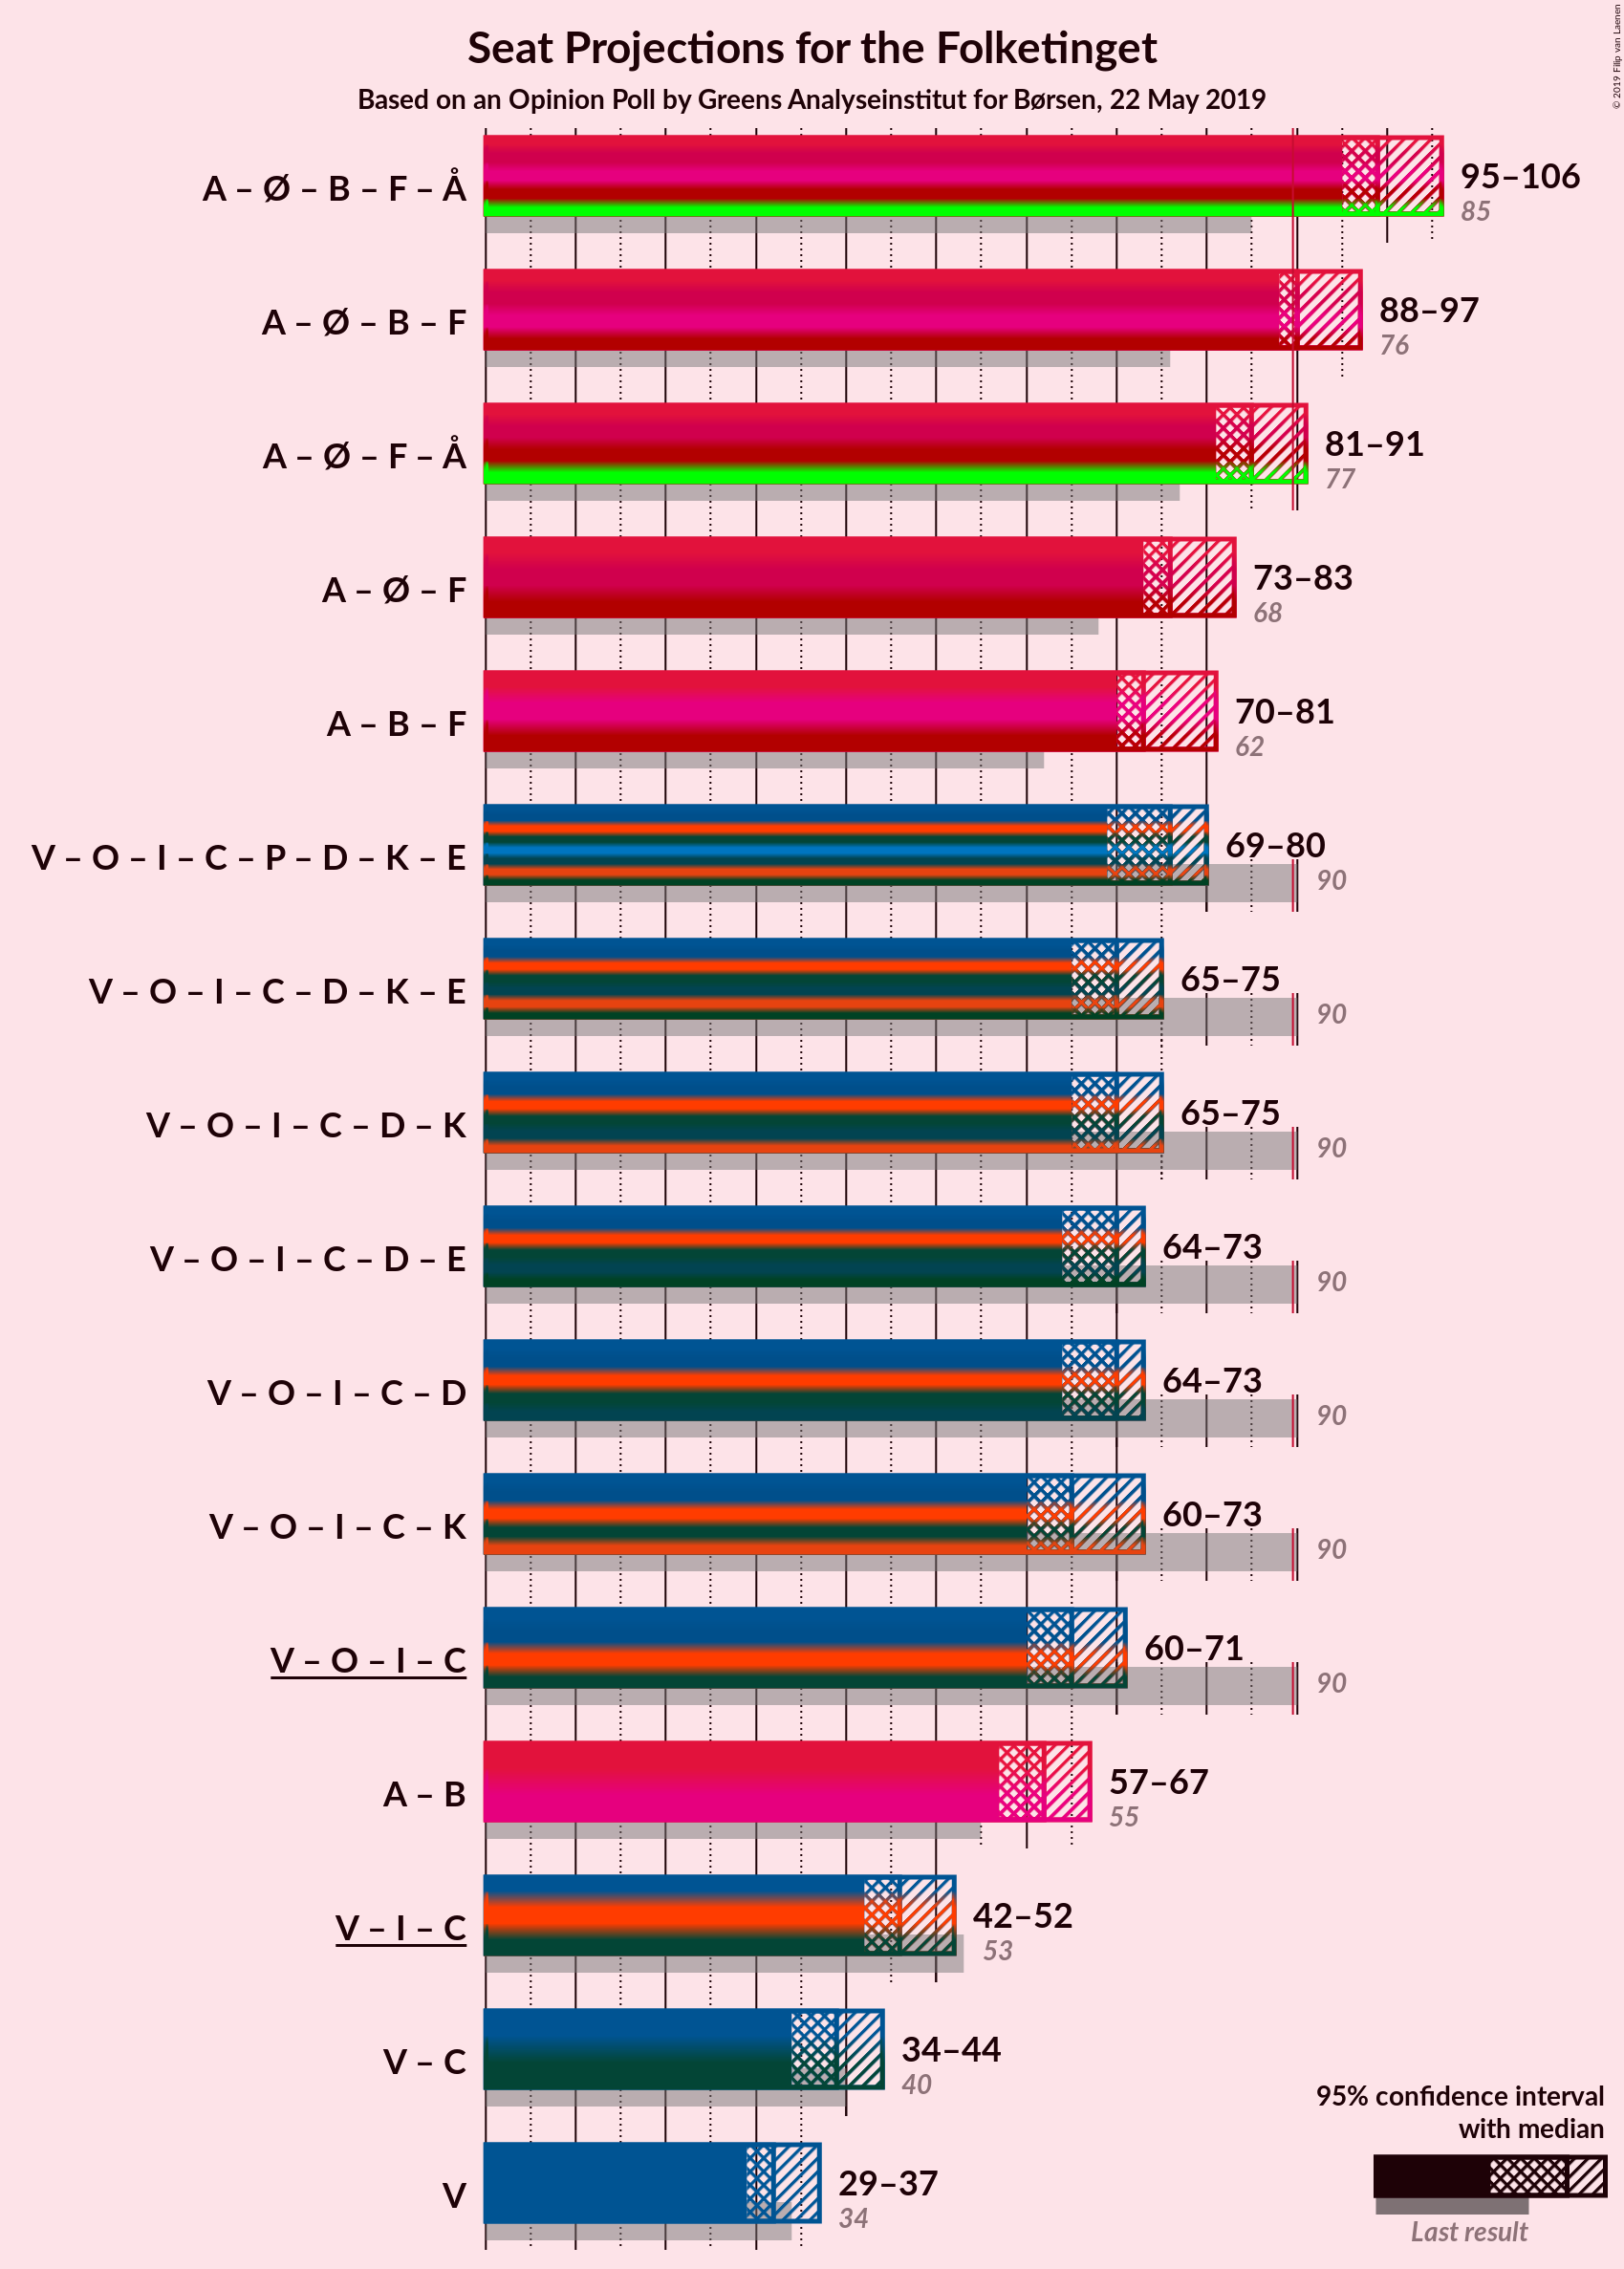 Seat Projections for the Folketinget
Based on an Opinion Poll by Greens Analyseinstitut for Børsen, 22 May 2019
© 2019 Filip van Laenen
A – Ø – B – F – Å
95–106
85
A – Ø – B – F
88–97
76
A – Ø – F – Å
81–91
77
A – Ø – F
73–83
68
A – B – F
70–81
62
V – O – I – C – P – D – K – E
69–80
90
V – O – I – C – D – K – E
65–75
90
V – O – I – C – D – K
65–75
90
V – O – I – C – D – E
64–73
90
V – O – I – C – D
64–73
90
V – O – I – C – K
60–73
90
V – O – I – C
60–71
90
A – B
57–67
55
V – I – C
42–52
53
V – C
34–44
40
V
29–37
34
95% confidence interval
with median
Last result